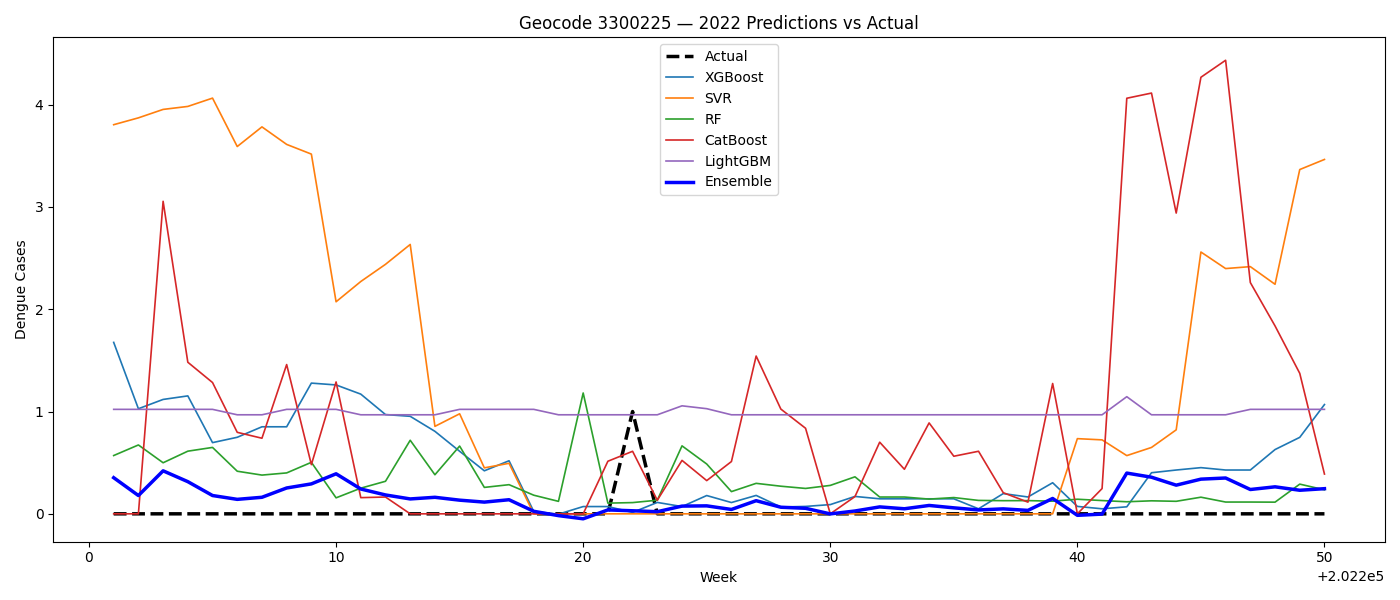 Geocode 3300225 — 2022 Predictions vs Actual
Actual
XGBoost
SVR
RF
CatBoost
LightGBM
Ensemble
Dengue Cases
4
3
2
1
0
0 10 20 30 40 50
Week
+2.022e5